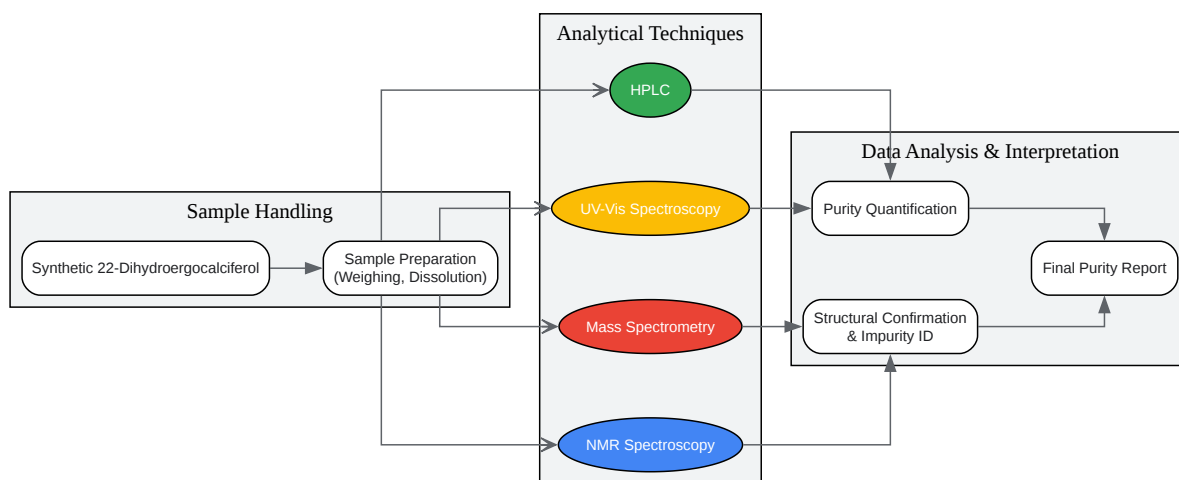 Analytical Techniques
HPLC
Data Analysis & Interpretation
Sample Handling
UV-Vis Spectroscopy
Purity Quantification
Synthetic 22-Dihydroergocalciferol
Sample Preparation
(Weighing, Dissolution)
Final Purity Report
Mass Spectrometry
Structural Confirmation
& Impurity ID
NMR Spectroscopy